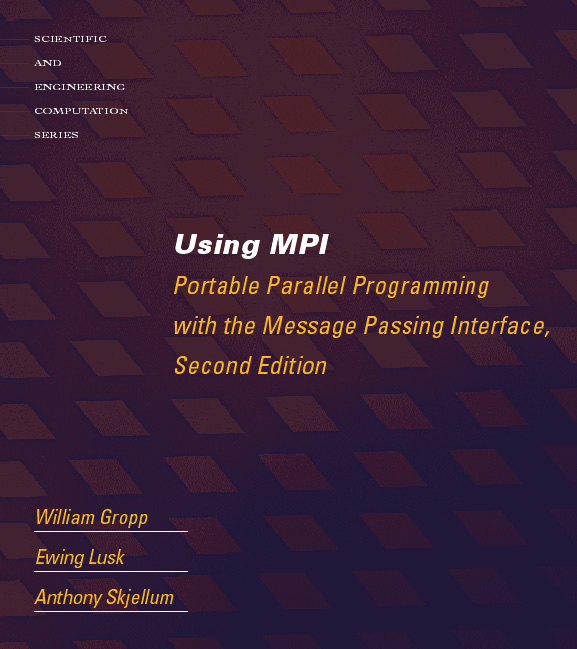 SCIENTIFIC
AND
ENGINEERING
COMPUTATION
SERIES
Using MPI
Portable Parallel Programming
with the Message Passing Interface,
Second Edition
William Gropp
Ewing Lusk
Anthony Skjellum